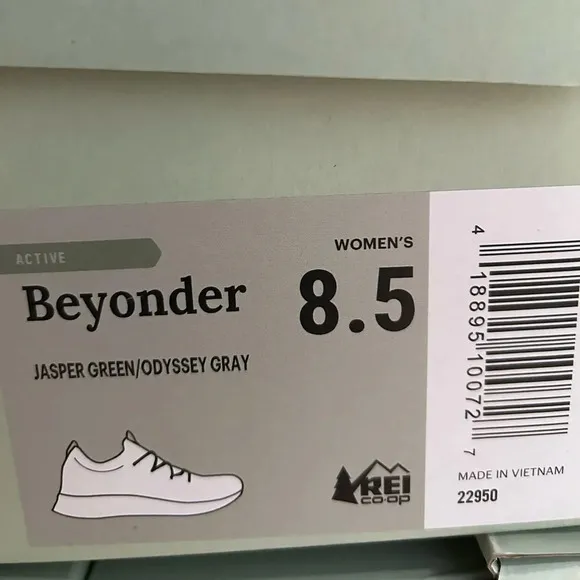 ACTIVE
Beyonder
JASPER GREEN/ODYSSEY GRAY
WOMEN'S
8.5
REI
CO·OP
4 18895 10072 7
MADE IN VIETNAM
22950